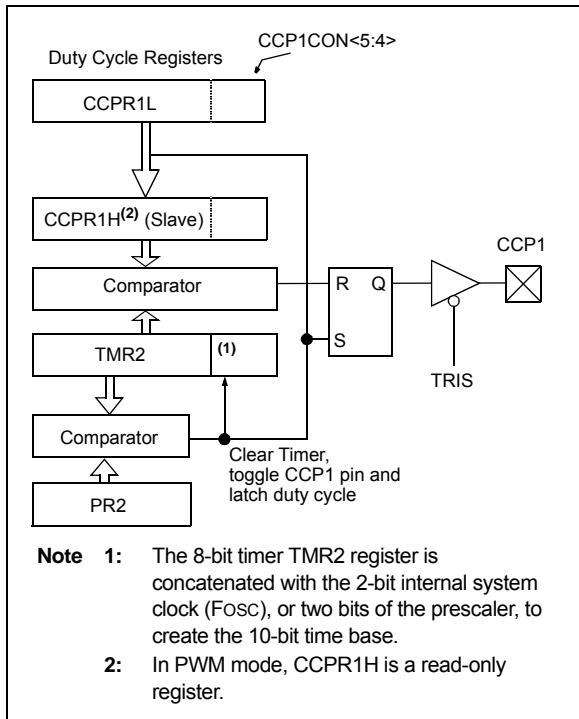 CCP1CON<5:4>
Duty Cycle Registers
CCPR1L
CCPR1H(2) (Slave)
CCP1
Comparator
R Q
TMR2 (1)
S
TRIS
Comparator
Clear Timer,
toggle CCP1 pin and
latch duty cycle
PR2
Note 1: The 8-bit timer TMR2 register is
concatenated with the 2-bit internal system
clock (FOSC), or two bits of the prescaler, to
create the 10-bit time base.
2: In PWM mode, CCPR1H is a read-only
register.